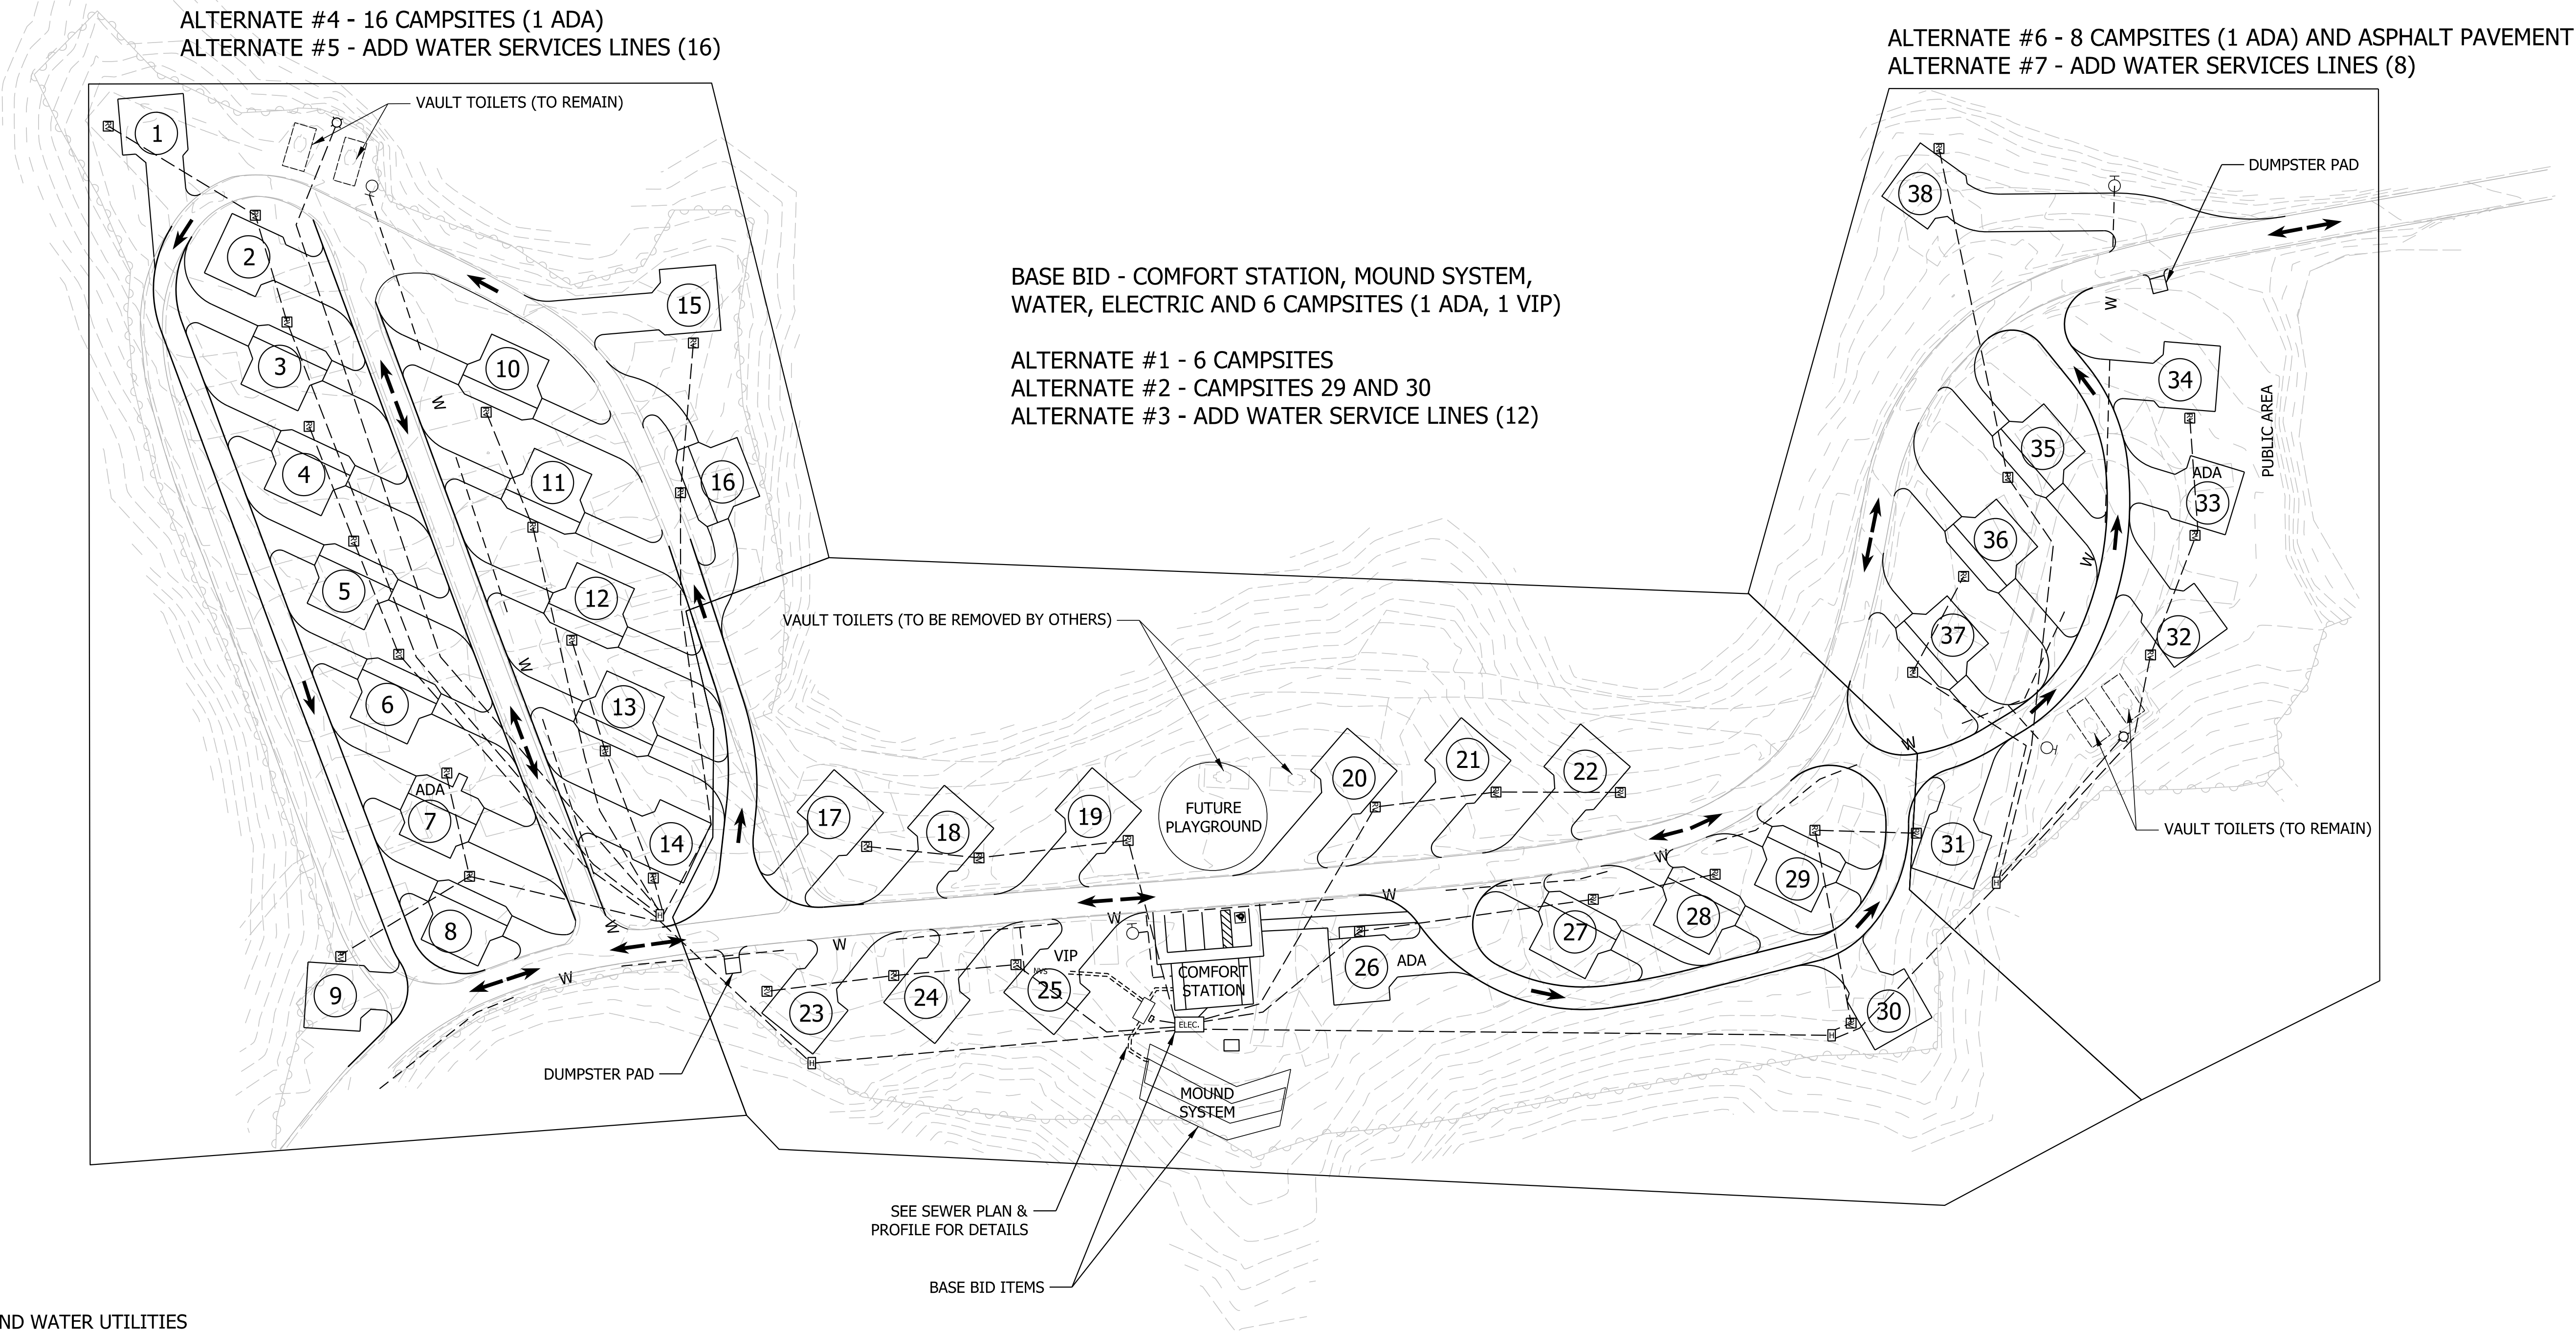 ALTERNATE #4 - 16 CAMPSITES (1 ADA)
ALTERNATE #5 - ADD WATER SERVICES LINES (16)
ALTERNATE #6 - 8 CAMPSITES (1 ADA) AND ASPHALT PAVEMENT
ALTERNATE #7 - ADD WATER SERVICES LINES (8)
VAULT TOILETS (TO REMAIN)
1
2
3
4
5
6
ADA
7
8
9
10
11
12
13
14
15
16
W
W
W
W
BASE BID - COMFORT STATION, MOUND SYSTEM,
WATER, ELECTRIC AND 6 CAMPSITES (1 ADA, 1 VIP)
ALTERNATE #1 - 6 CAMPSITES
ALTERNATE #2 - CAMPSITES 29 AND 30
ALTERNATE #3 - ADD WATER SERVICE LINES (12)
DUMPSTER PAD
38
W
34
PUBLIC AREA
35
ADA
33
36
W
37
32
W
31
VAULT TOILETS (TO REMAIN)
VAULT TOILETS (TO BE REMOVED BY OTHERS)
17
18
19
FUTURE
PLAYGROUND
20
21
22
W
W
W
W
23
24
VIP
MVS
25
COMFORT
STATION
ELEC.
26
ADA
27
28
29
30
H
H
H
H
DUMPSTER PAD
MOUND
SYSTEM
SEE SEWER PLAN &
PROFILE FOR DETAILS
BASE BID ITEMS
ND WATER UTILITIES